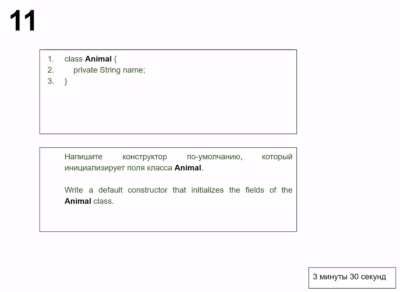 11
1. class Animal {
2. private String name;
3. }
Напишите конструктор по-умолчанию, который
инициализирует поля класса Animal.
Write a default constructor that initializes the fields of the
Animal class.
3 минуты 30 секунд